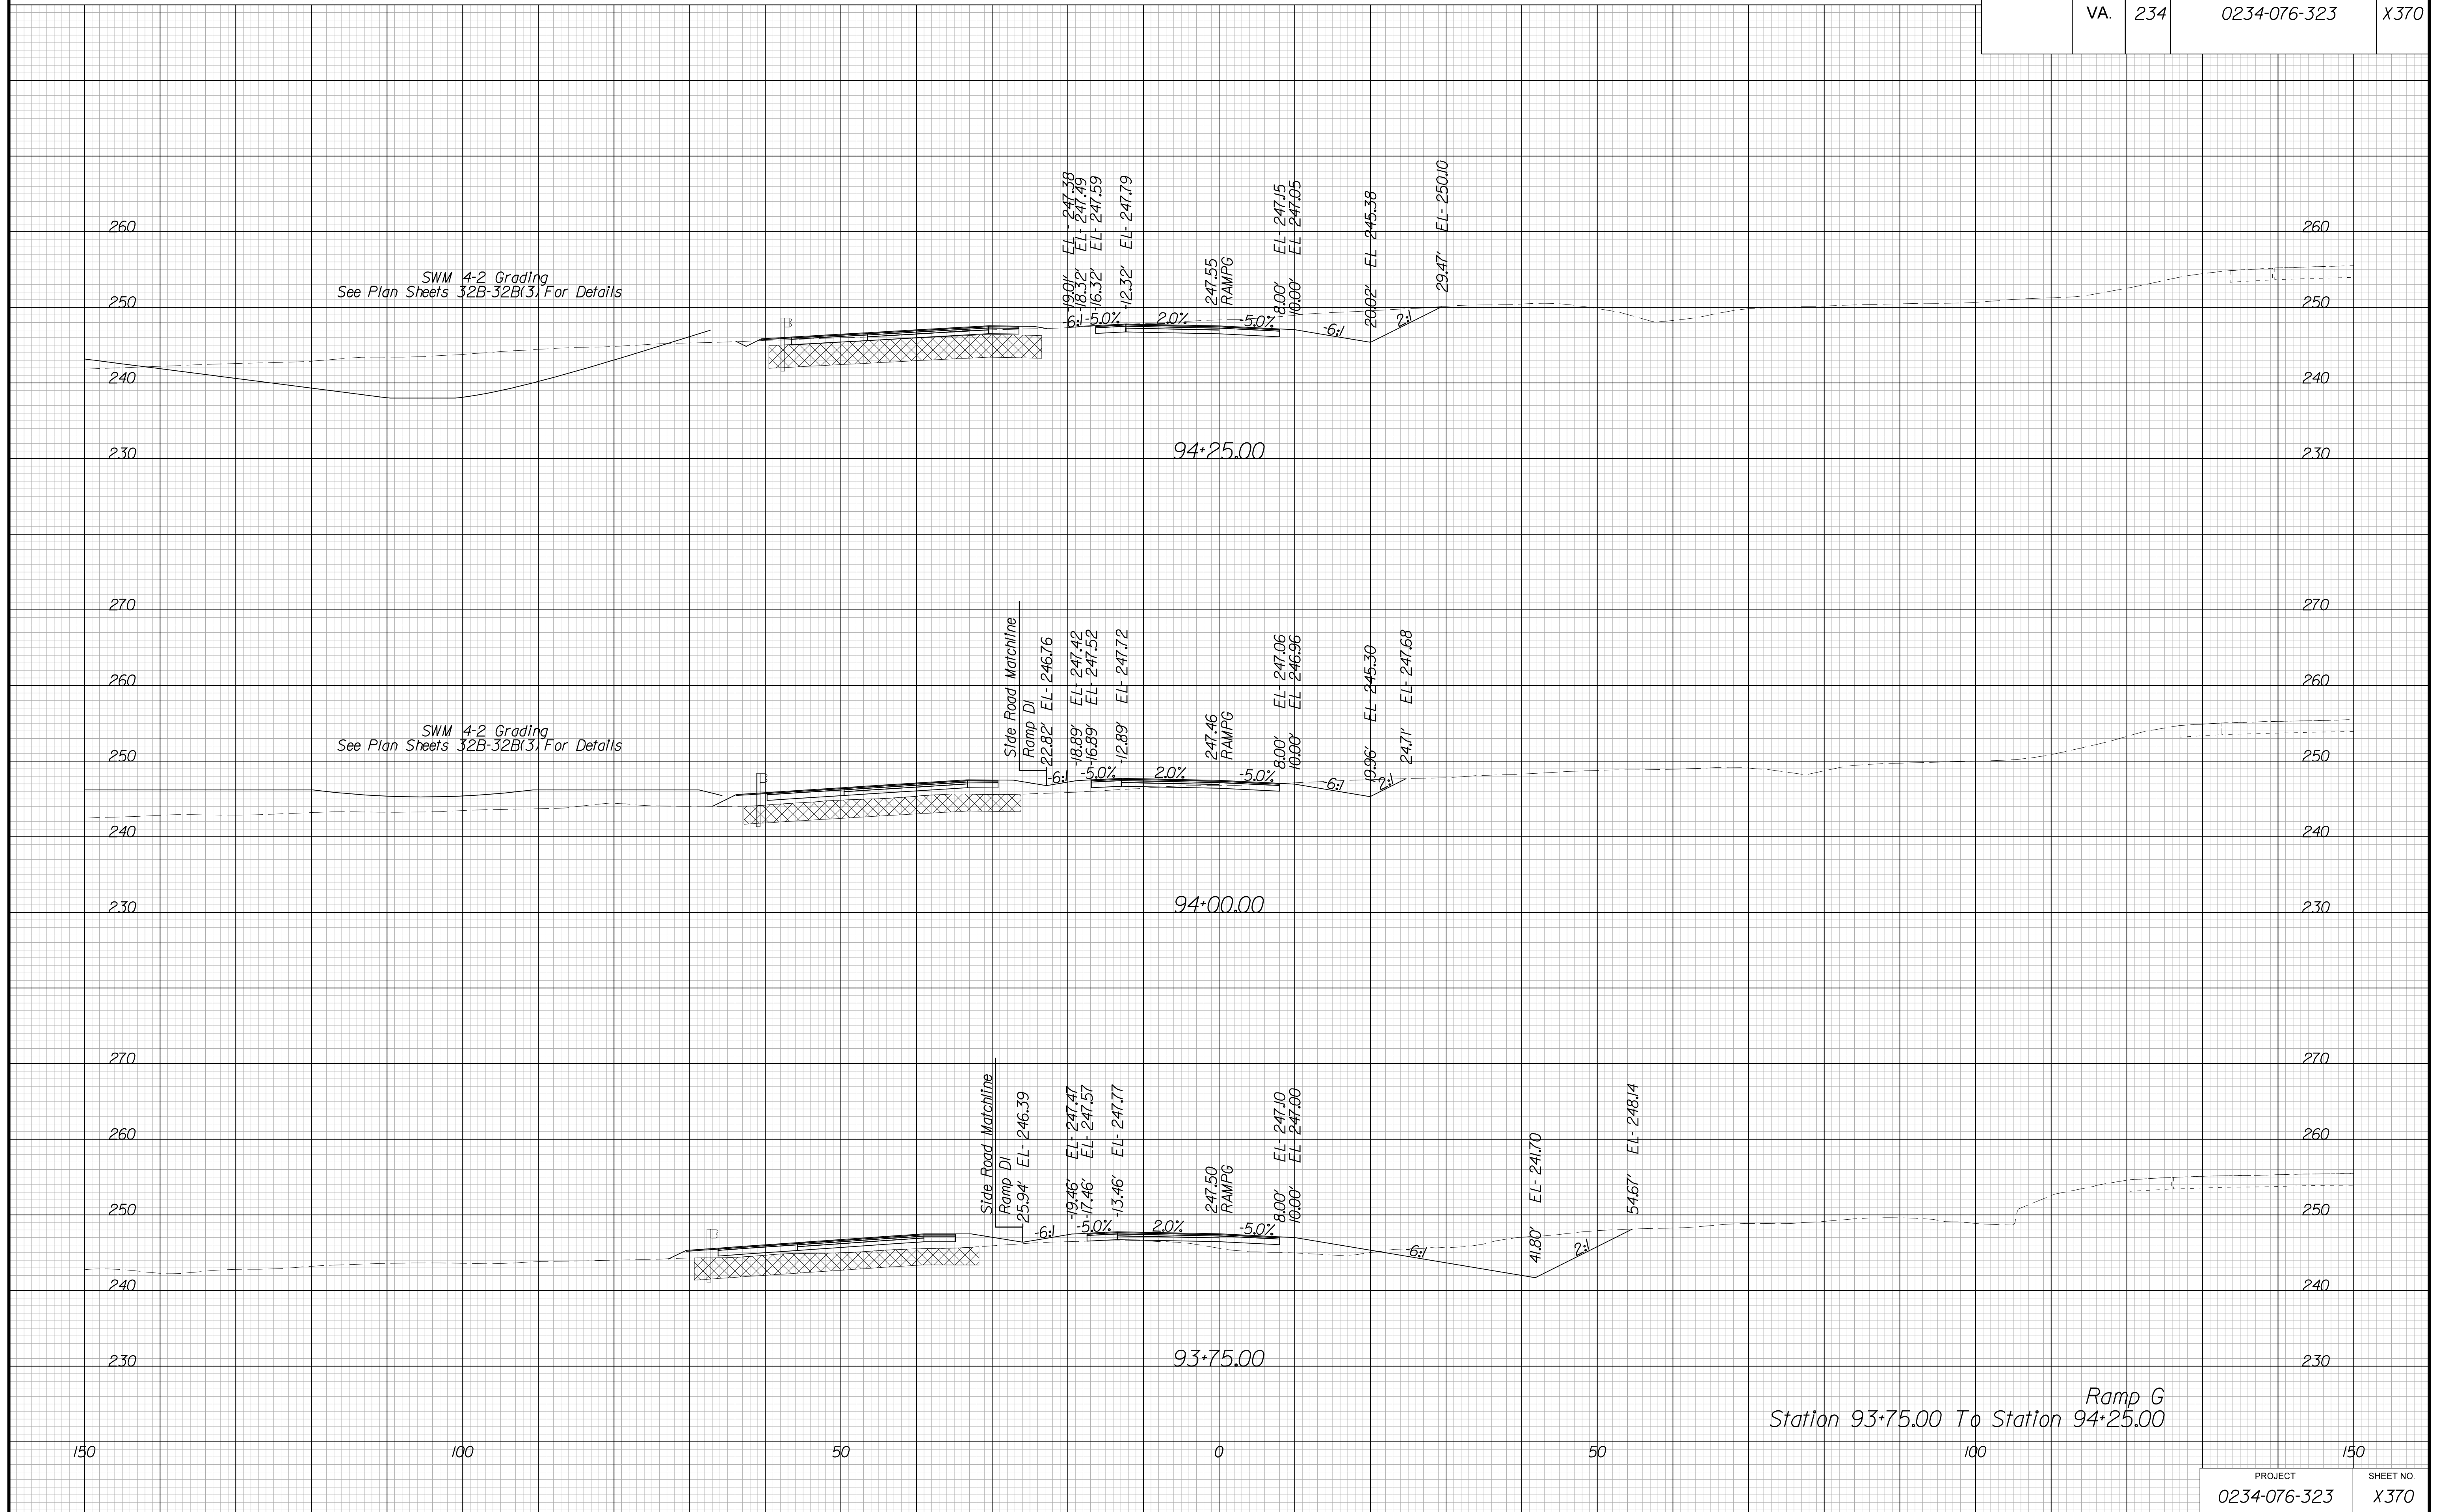 VA. 234 0234-076-323 X370
-19.01' EL- 247.38
-18.32' EL- 247.49
-16.32' EL- 247.59
-12.32' EL- 247.79
247.55
RAMPG
8.00' EL- 247.15
10.00' EL- 247.05
20.02' EL- 245.38
29.47' EL- 250.10
260 260
SWM 4-2 Grading
See Plan Sheets 32B-32B(3) For Details
250 250
-6:1 -5.0% 2.0% -5.0% -6:1 2:1
240 240
94+25.00
230 230
270 270
Side Road Matchline
Ramp D1
22.82' EL- 246.76
-18.89' EL- 247.42
-16.89' EL- 247.52
-12.89' EL- 247.72
247.46
RAMPG
8.00' EL- 247.06
10.00' EL- 246.96
19.96' EL- 245.30
24.71' EL- 247.68
260 260
SWM 4-2 Grading
See Plan Sheets 32B-32B(3) For Details
250 250
-6:1 -5.0% 2.0% -5.0% -6:1 2:1
240 240
94+00.00
230 230
270 270
Side Road Matchline
Ramp D1
25.94' EL- 246.39
-19.46' EL- 247.47
-17.46' EL- 247.57
-13.46' EL- 247.77
247.50
RAMPG
8.00' EL- 247.10
10.00' EL- 247.00
41.80' EL- 241.70
54.67' EL- 248.14
260 260
250 250
-6:1 -5.0% 2.0% -5.0% -6:1 2:1
240 240
93+75.00
230 230
Ramp G
Station 93+75.00 To Station 94+25.00
150 100 50 0 50 100 150
PROJECT SHEET NO.
0234-076-323 X370